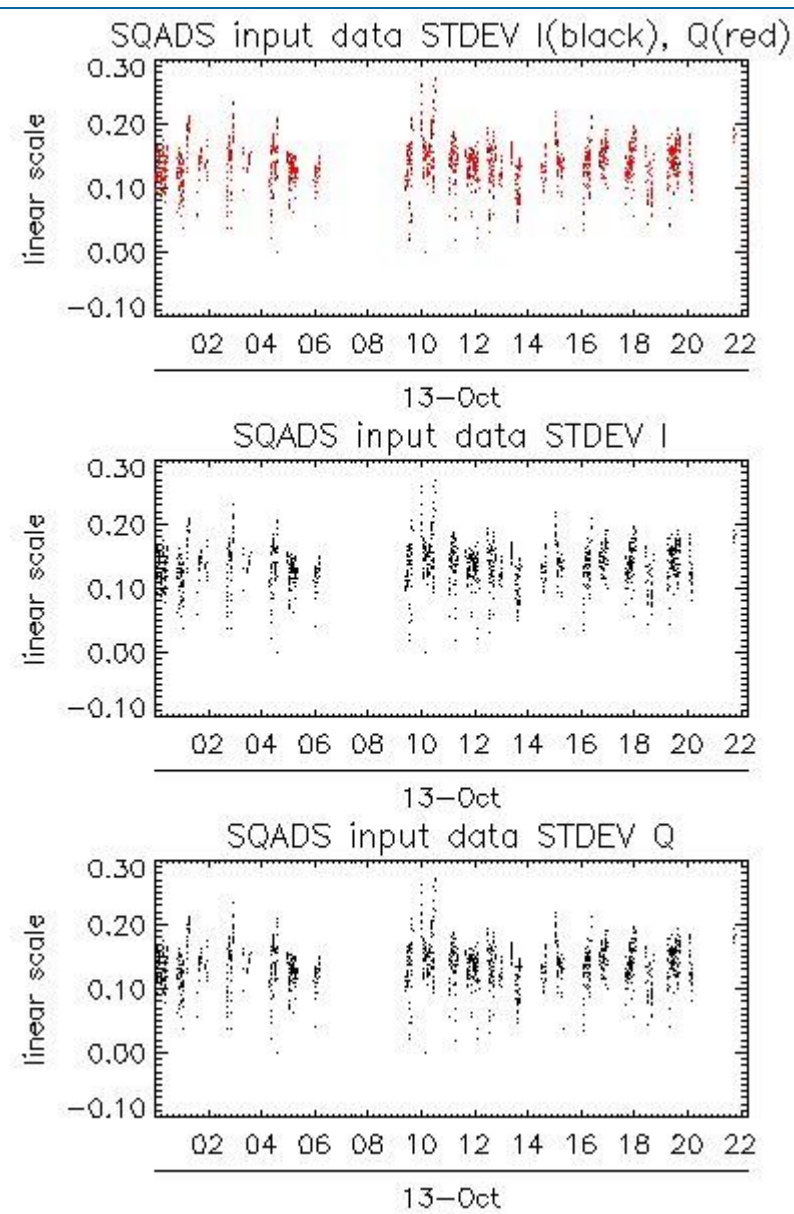 SQADS input data STDEV I(black), Q(red)
0.30
0.20
0.10
0.00
−0.10
linear scale
02 04 06 08 10 12 14 16 18 20 22
13−Oct
SQADS input data STDEV I
0.30
0.20
0.10
0.00
−0.10
linear scale
02 04 06 08 10 12 14 16 18 20 22
13−Oct
SQADS input data STDEV Q
0.30
0.20
0.10
0.00
−0.10
linear scale
02 04 06 08 10 12 14 16 18 20 22
13−Oct